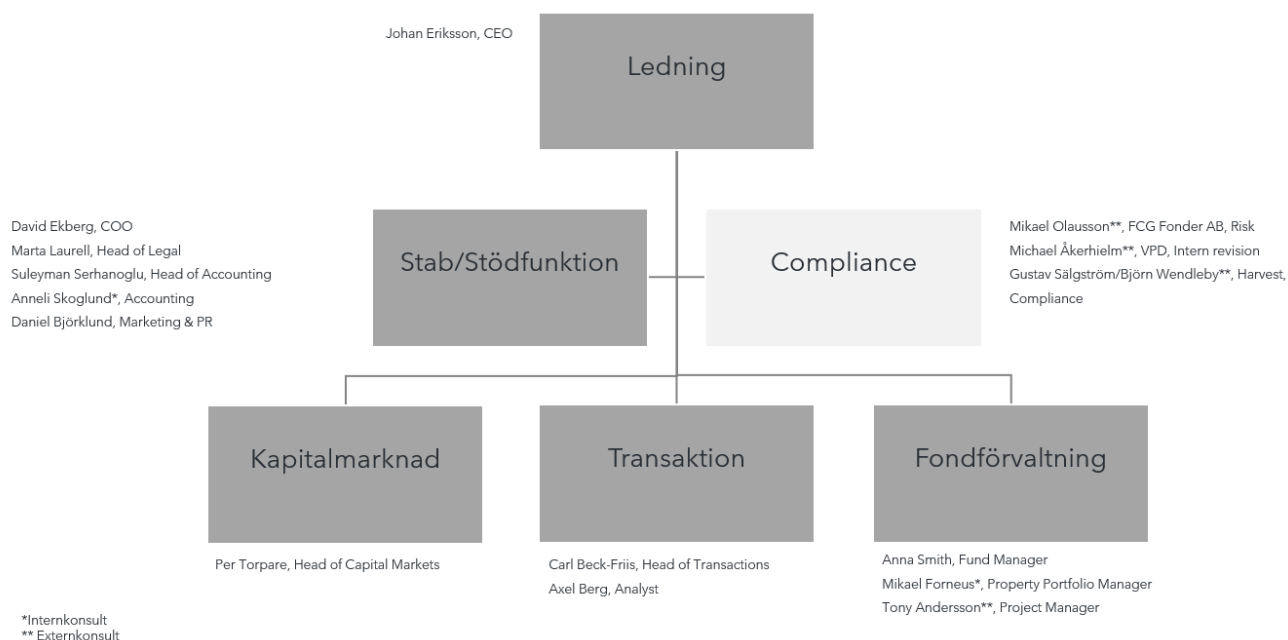 Johan Eriksson, CEO
Ledning
David Ekberg, COO
Marta Laurell, Head of Legal
Suleyman Serhanoglu, Head of Accounting
Anneli Skoglund*, Accounting
Daniel Björklund, Marketing & PR
Stab/Stödfunktion
Compliance
Mikael Olausson**, FCG Fonder AB, Risk
Michael Åkerhielm**, VPD, Intern revision
Gustav Sälgström/Björn Wendleby**, Harvest,
Compliance
Kapitalmarknad
Transaktion
Fondförvaltning
Per Torpare, Head of Capital Markets
Carl Beck-Friis, Head of Transactions
Axel Berg, Analyst
Anna Smith, Fund Manager
Mikael Forneus*, Property Portfolio Manager
Tony Andersson**, Project Manager
*Internkonsult
** Externkonsult